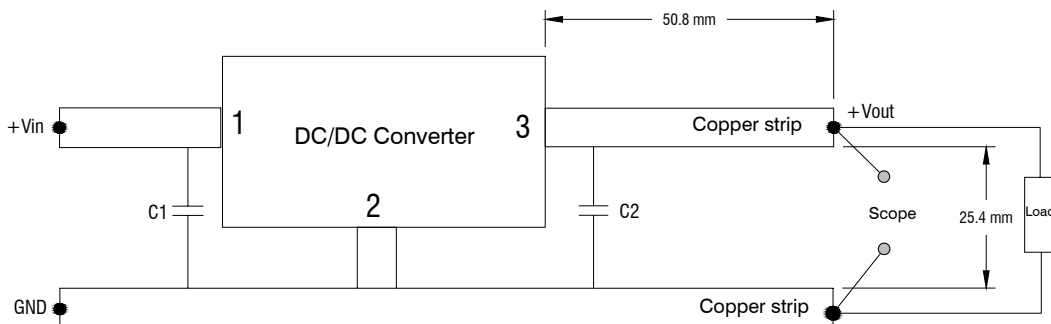 50.8 mm
+Vin
1
DC/DC Converter
3
Copper strip
+Vout
C1
2
C2
Scope
25.4 mm
Load
GND
Copper strip